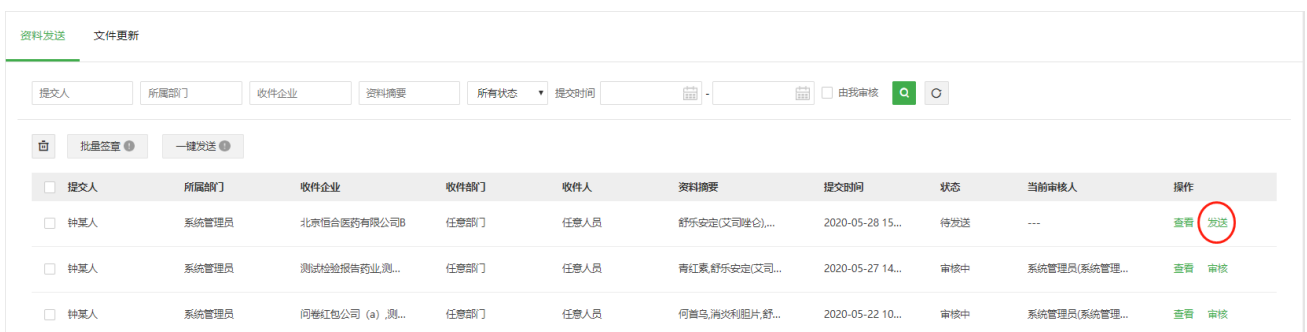 资料发送 文件更新
提交人 所属部门 收件企业 资料摘要 所有状态 提交时间 - 由我审核
批量签章 一键发送
提交人 所属部门 收件企业 收件部门 收件人 资料摘要 提交时间 状态 当前审核人 操作
钟某人 系统管理员 北京恒合医药有限公司B 任意部门 任意人员 舒乐安定(艾司唑仑),... 2020-05-28 15... 待发送 --- 查看 发送
钟某人 系统管理员 测试检验报告药业,测... 任意部门 任意人员 青红素,舒乐安定(艾司... 2020-05-27 14... 审核中 系统管理员(系统管理... 查看 审核
钟某人 系统管理员 问卷红包公司（a）,测... 任意部门 任意人员 何首乌,消炎利胆片,舒... 2020-05-22 10... 审核中 系统管理员(系统管理... 查看 审核